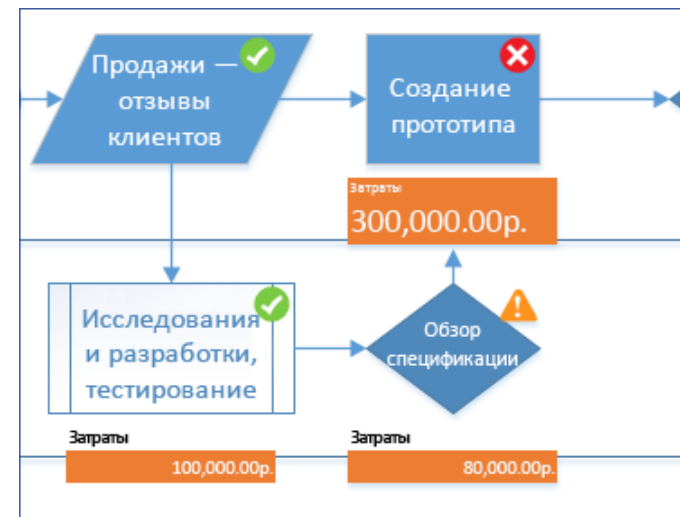 Продажи —
отзывы
клиентов
Создание
прототипа
Затраты
300,000.00р.
Исследования
и разработки,
тестирование
Обзор
спецификации
Затраты
100,000.00р.
Затраты
80,000.00р.